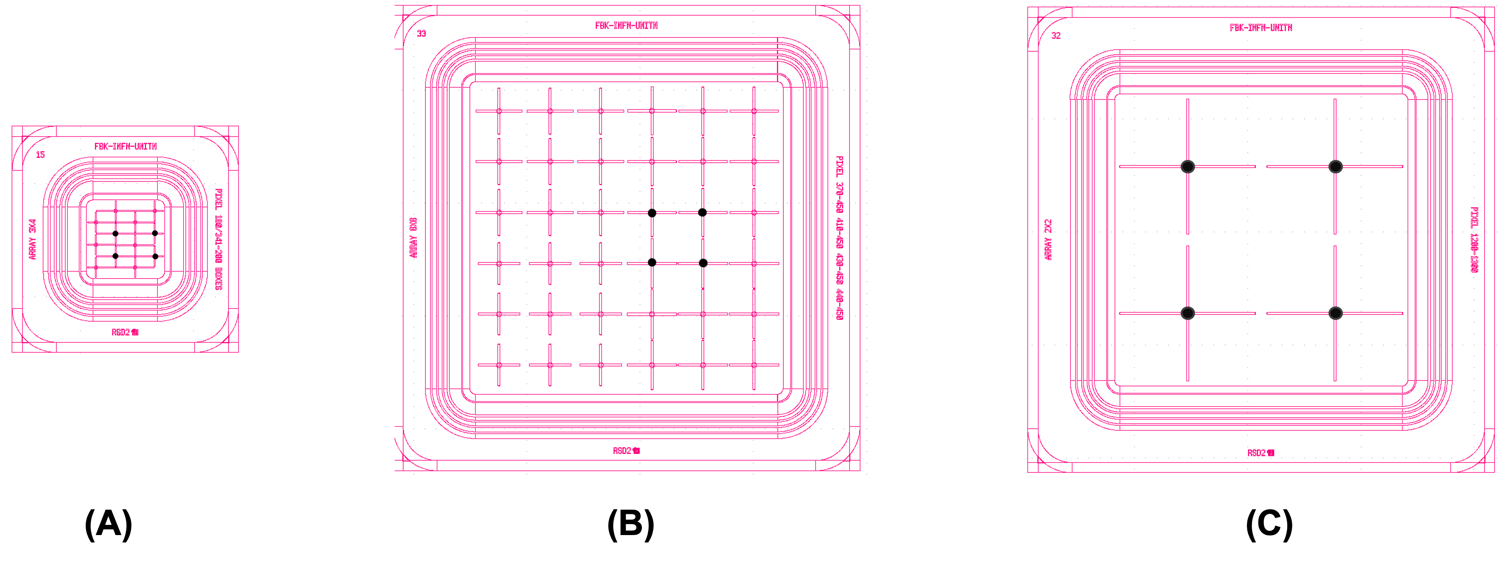 15
FBK-INFN-UNITN
ARRAY 3X4
PIXEL 180/341-200 BOXES
RSD2
(A)
33
FBK-INFN-UNITN
ARRAY 6X6
PIXEL 370-450 410-450 430-450 440-450
RSD2
(B)
32
FBK-INFN-UNITN
ARRAY 2X2
PIXEL 1200-1300
RSD2
(C)